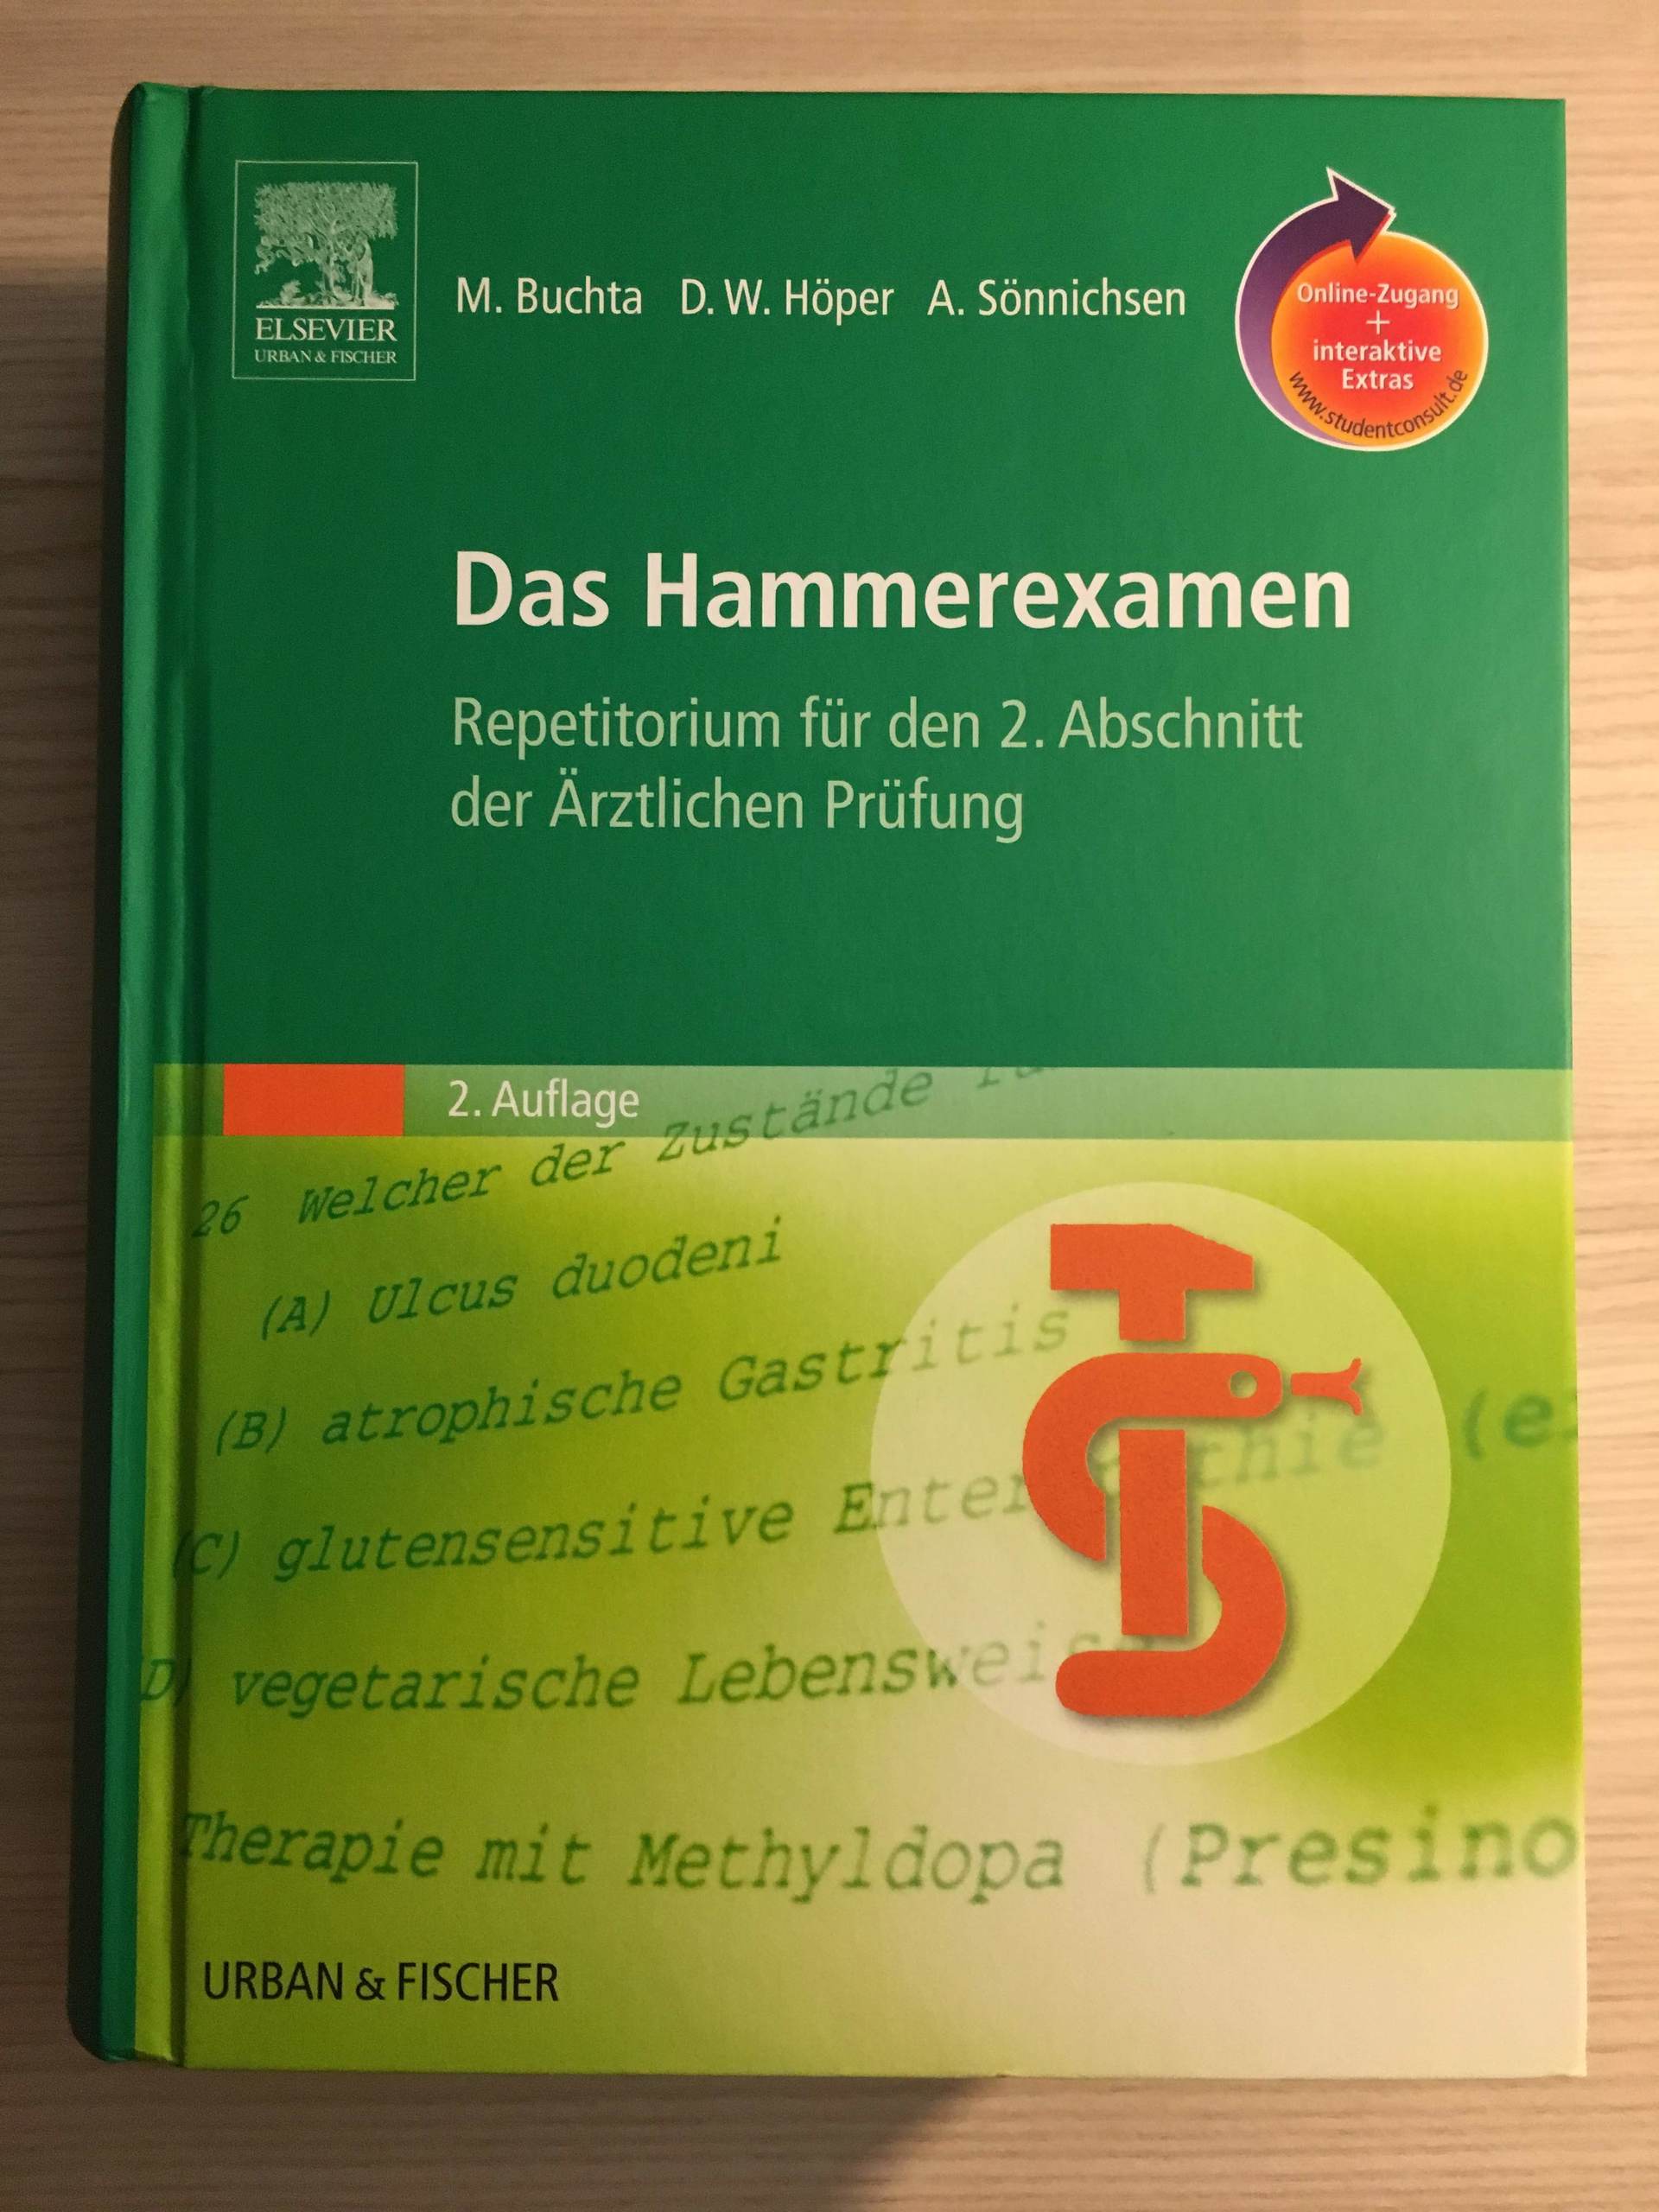 ELSEVIER
URBAN & FISCHER
M. Buchta D. W. Höper A. Sönnichsen
Online-Zugang
+
interaktive
Extras
www.studentconsult.de
Das Hammerexamen
Repetitorium für den 2. Abschnitt
der Ärztlichen Prüfung
2. Auflage
26 Welcher der Zustände
(A) Ulcus duodeni
(B) atrophische Gastritis
(C) glutensensitive
D) vegetarische
Therapie mit Methyldopa (Presino
URBAN & FISCHER